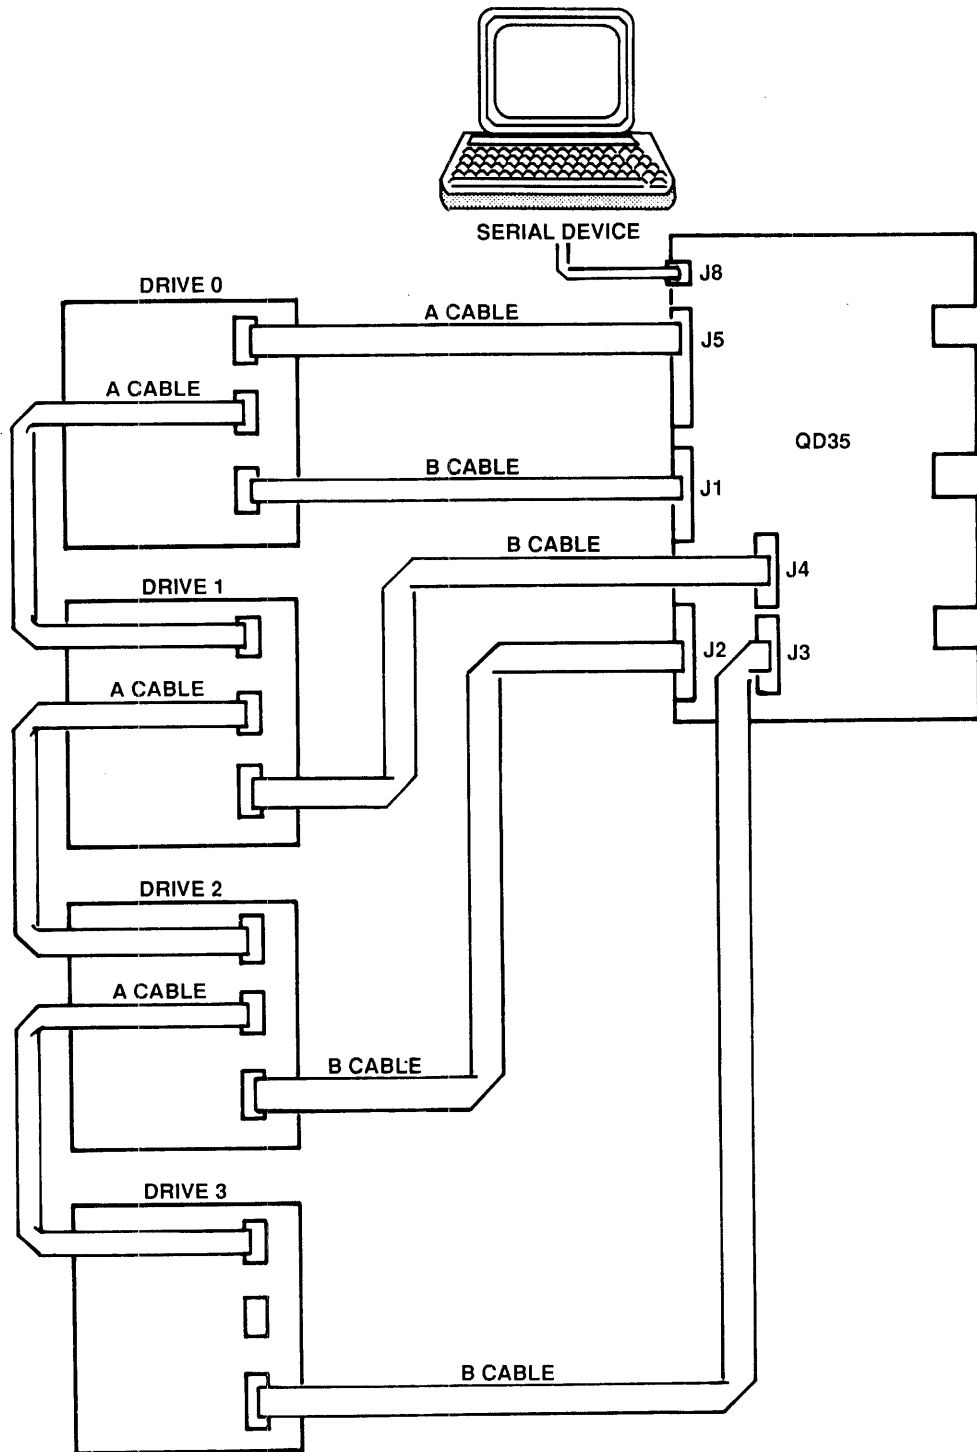 SERIAL DEVICE
J8
DRIVE 0
A CABLE
J5
A CABLE
QD35
B CABLE
J1
B CABLE
J4
DRIVE 1
J2
J3
A CABLE
DRIVE 2
A CABLE
B CABLE
DRIVE 3
B CABLE